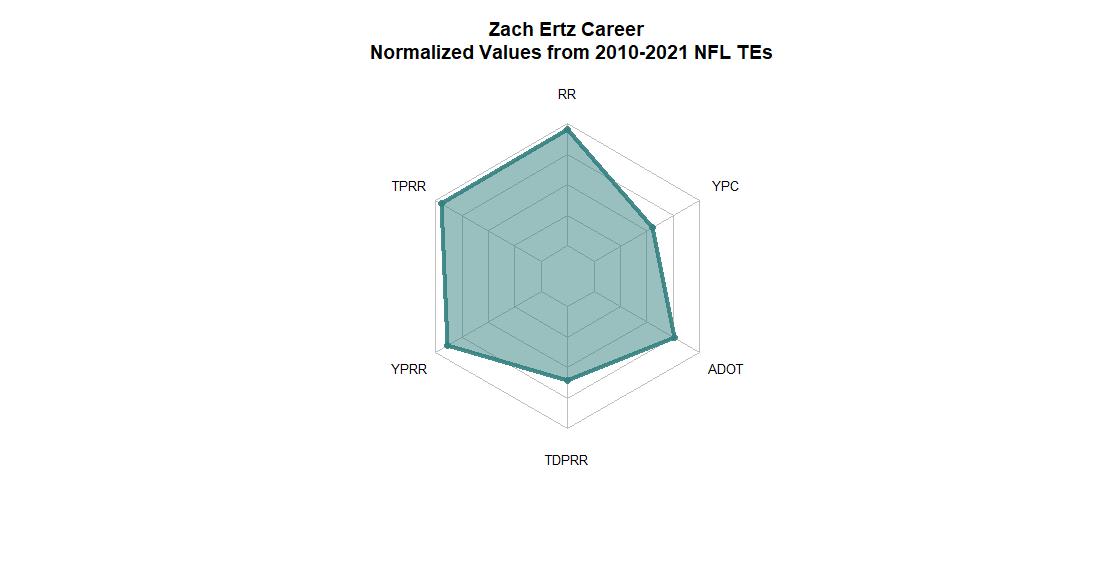 Zach Ertz Career
Normalized Values from 2010-2021 NFL TEs
RR
TPRR
YPC
YPRR
ADOT
TDPRR